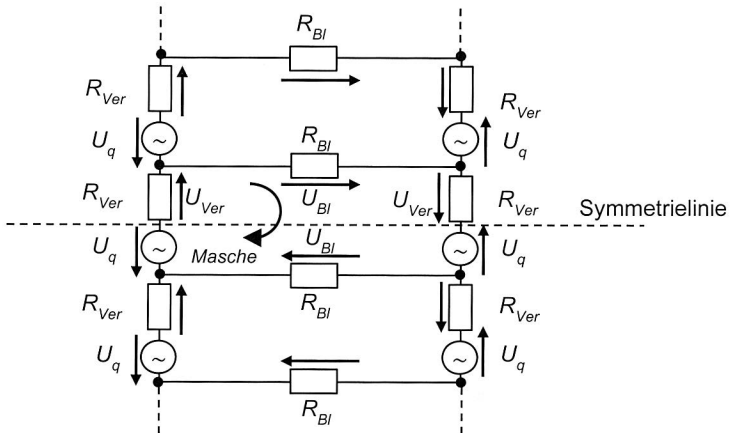 R_Bl
R_Ver
R_Ver
U_q
U_q
R_Bl
R_Ver
U_Ver
U_Bl
U_Ver
R_Ver
Symmetrielinie
U_q
Masche
U_Bl
U_q
R_Ver
R_Bl
R_Ver
U_q
U_q
R_Bl